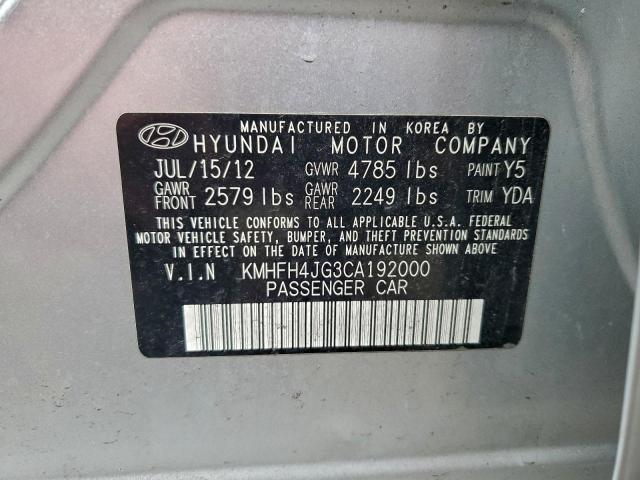 MANUFACTURED IN KOREA BY
HYUNDAI MOTOR COMPANY
JUL/15/12 GVWR 4785 lbs PAINT Y5
GAWR FRONT 2579 lbs GAWR REAR 2249 lbs TRIM YDA
THIS VEHICLE CONFORMS TO ALL APPLICABLE U.S.A. FEDERAL
MOTOR VEHICLE SAFETY, BUMPER, AND THEFT PREVENTION STANDARDS
IN EFFECT ON THE DATE OF MANUFACTURE SHOWN ABOVE.
V.I.N KMHFH4JG3CA192000
PASSENGER CAR